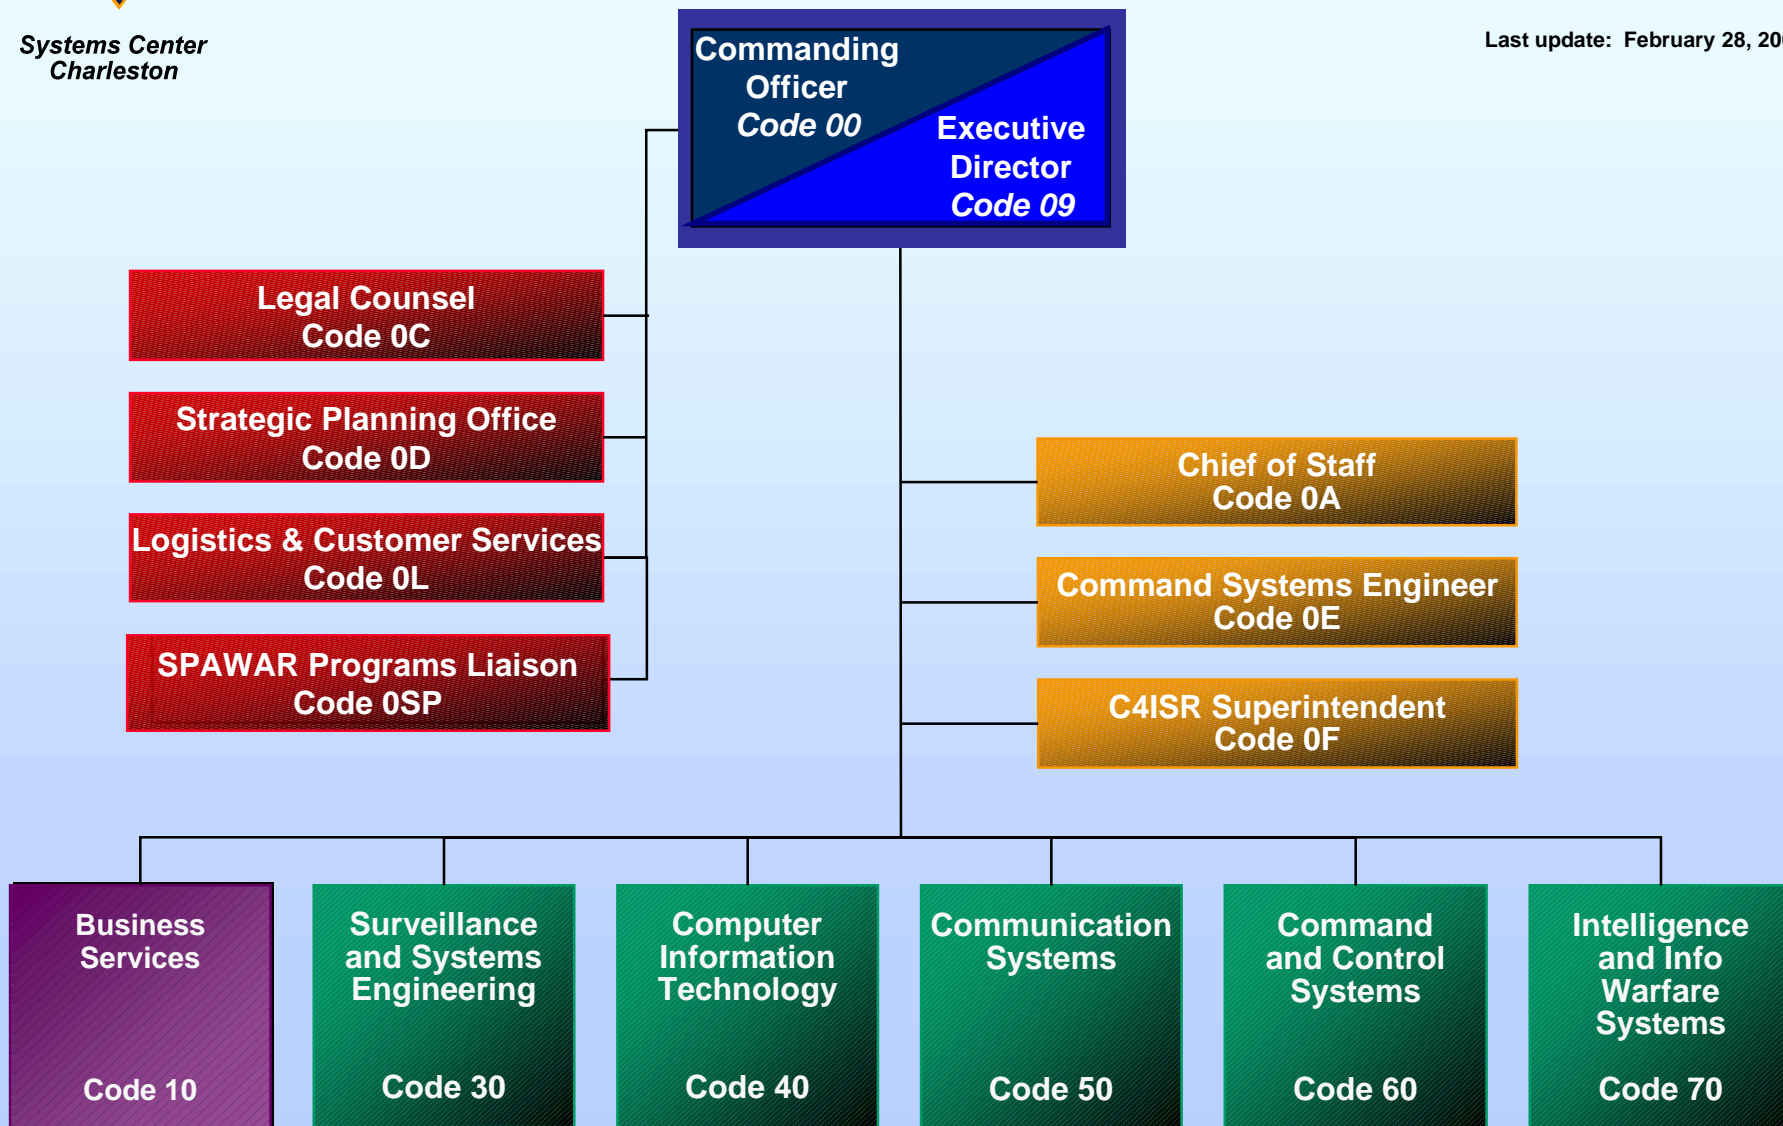 Systems Center
Charleston
Last update: February 28, 20
Commanding
Officer
Code 00
Executive
Director
Code 09
Legal Counsel
Code 0C
Strategic Planning Office
Code 0D
Logistics & Customer Services
Code 0L
SPAWAR Programs Liaison
Code 0SP
Chief of Staff
Code 0A
Command Systems Engineer
Code 0E
C4ISR Superintendent
Code 0F
Business
Services
Code 10
Surveillance
and Systems
Engineering
Code 30
Computer
Information
Technology
Code 40
Communication
Systems
Code 50
Command
and Control
Systems
Code 60
Intelligence
and Info
Warfare
Systems
Code 70